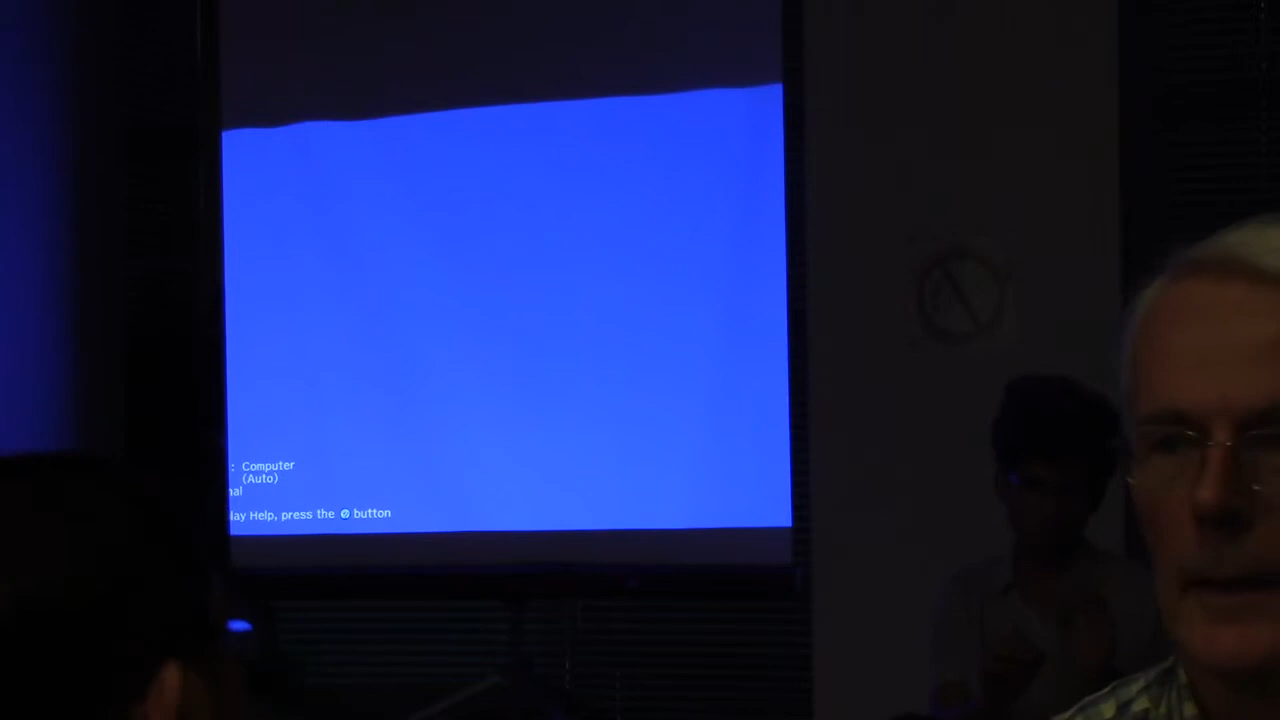 : Computer
(Auto)
nal
lay Help, press the button